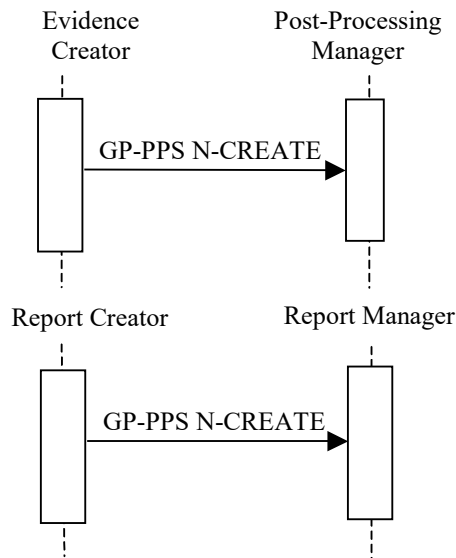 Evidence
Creator
Post-Processing
Manager
GP-PPS N-CREATE
Report Creator
Report Manager
GP-PPS N-CREATE